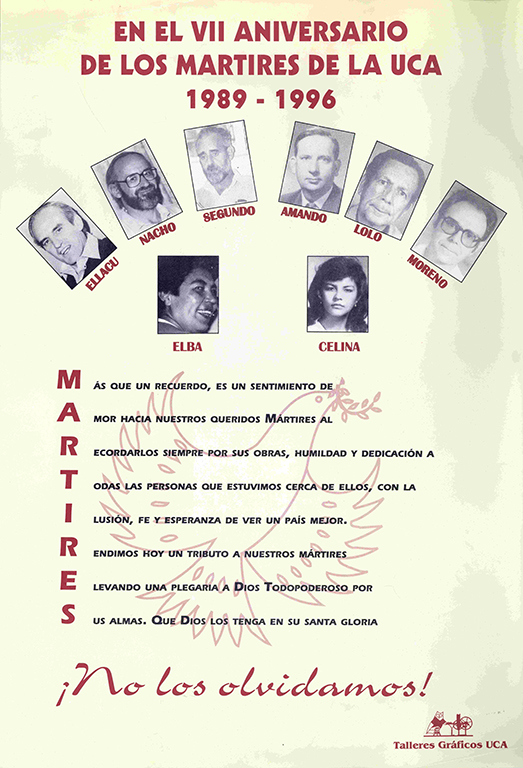 EN EL VII ANIVERSARIO
DE LOS MARTIRES DE LA UCA
1989 - 1996
ELLACU
NACHO
SEGUNDO
AMANDO
LOLO
MORENO
ELBA
CELINA
MÁS QUE UN RECUERDO, ES UN SENTIMIENTO DE
AMOR HACIA NUESTROS QUERIDOS MÁRTIRES AL
RECORDARLOS SIEMPRE POR SUS OBRAS, HUMILDAD Y DEDICACIÓN A
TODAS LAS PERSONAS QUE ESTUVIMOS CERCA DE ELLOS, CON LA
ILUSIÓN, FE Y ESPERANZA DE VER UN PAÍS MEJOR.
RENDIMOS HOY UN TRIBUTO A NUESTROS MÁRTIRES
ELEVANDO UNA PLEGARIA A DIOS TODOPODEROSO POR
SUS ALMAS. QUE DIOS LOS TENGA EN SU SANTA GLORIA
¡No los olvidamos!
Talleres Gráficos UCA